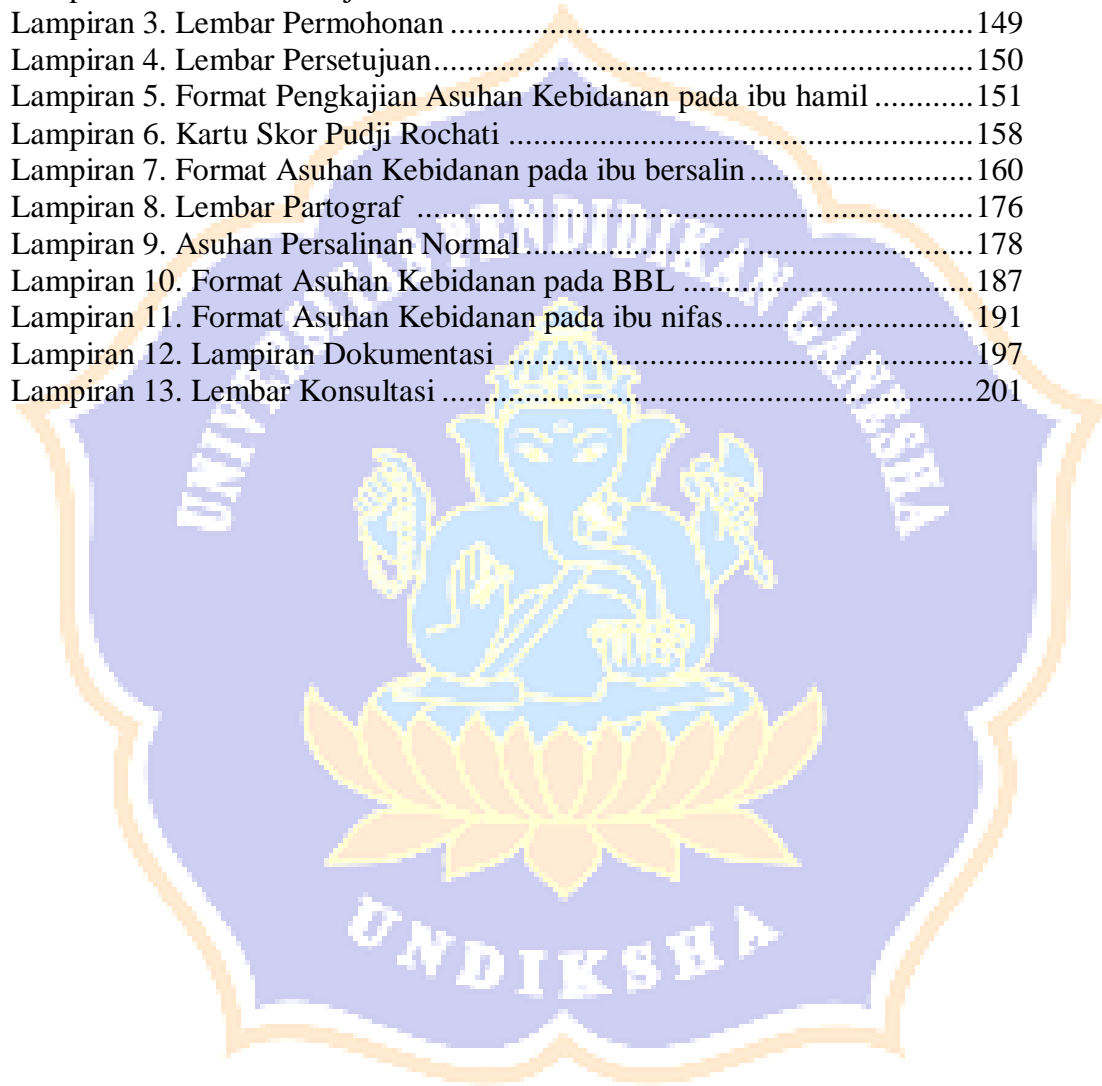 Lampiran 3. Lembar Permohonan ................................................................ 149
Lampiran 4. Lembar Persetujuan.................................................................. 150
Lampiran 5. Format Pengkajian Asuhan Kebidanan pada ibu hamil ............ 151
Lampiran 6. Kartu Skor Pudji Rochati ......................................................... 158
Lampiran 7. Format Asuhan Kebidanan pada ibu bersalin ........................... 160
Lampiran 8. Lembar Partograf .................................................................... 176
Lampiran 9. Asuhan Persalinan Normal ....................................................... 178
Lampiran 10. Format Asuhan Kebidanan pada BBL ................................... 187
Lampiran 11. Format Asuhan Kebidanan pada ibu nifas.............................. 191
Lampiran 12. Lampiran Dokumentasi ......................................................... 197
Lampiran 13. Lembar Konsultasi ................................................................. 201
UNIVERSITAS PENDIDIKAN GANESHA
UNDIKSHA